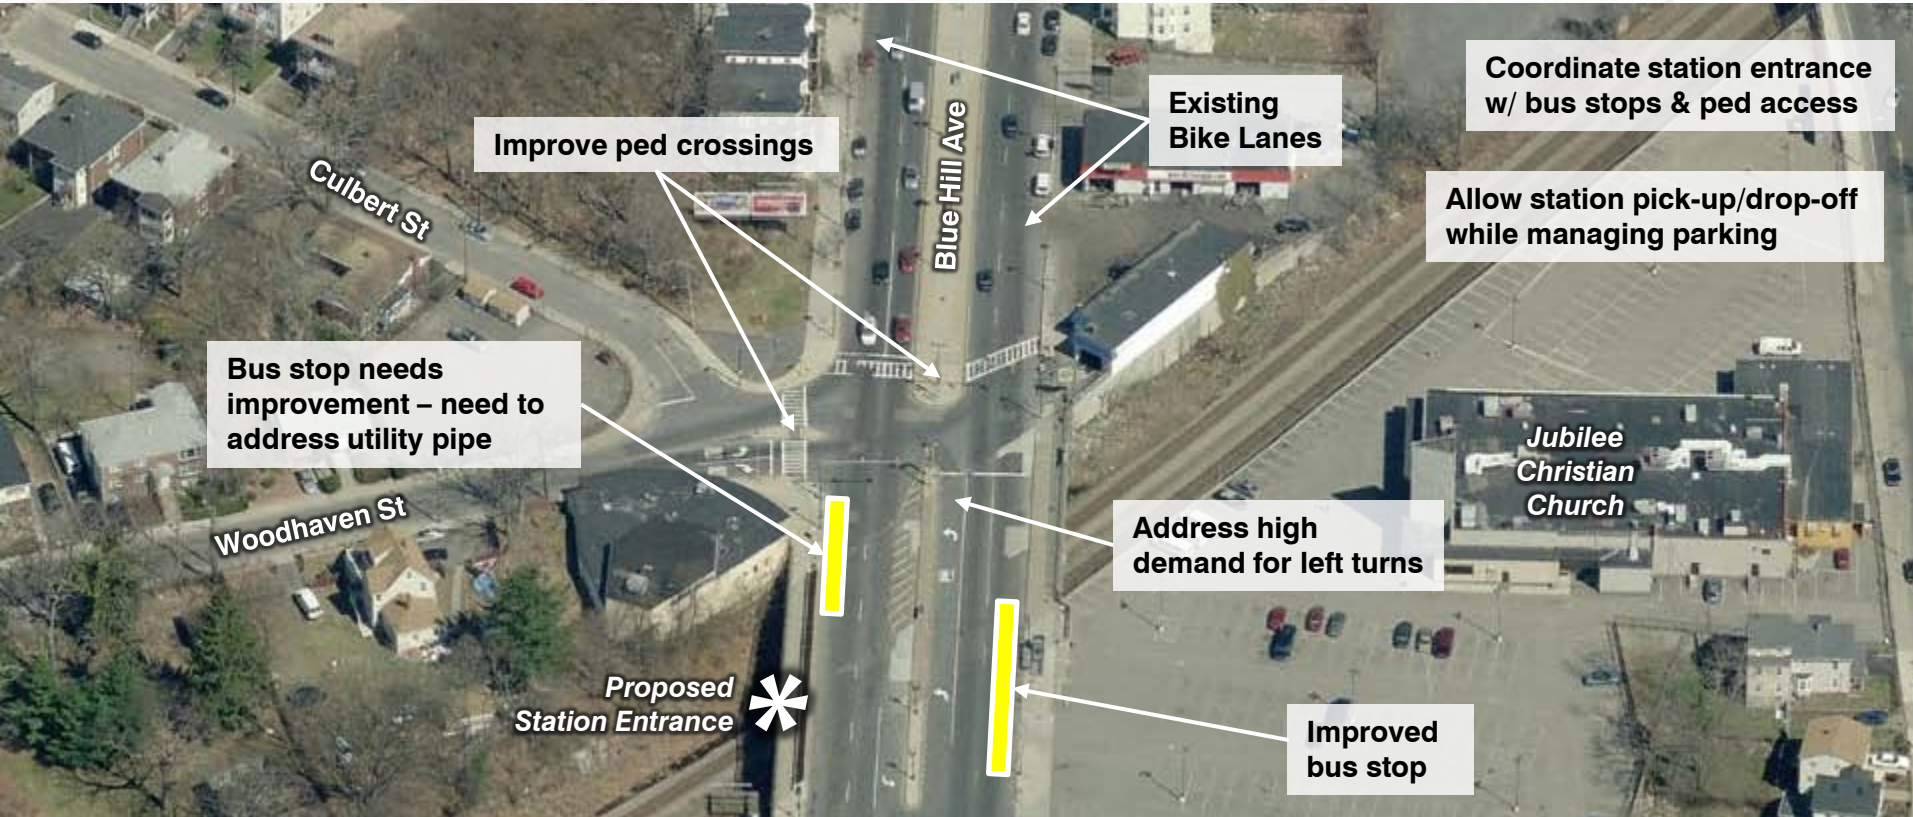 Coordinate station entrance
w/ bus stops & ped access
Existing
Bike Lanes
Improve ped crossings
Blue Hill Ave
Culbert St
Allow station pick-up/drop-off
while managing parking
Bus stop needs
improvement – need to
address utility pipe
Jubilee
Christian
Church
Woodhaven St
Address high
demand for left turns
Proposed
Station Entrance
Improved
bus stop